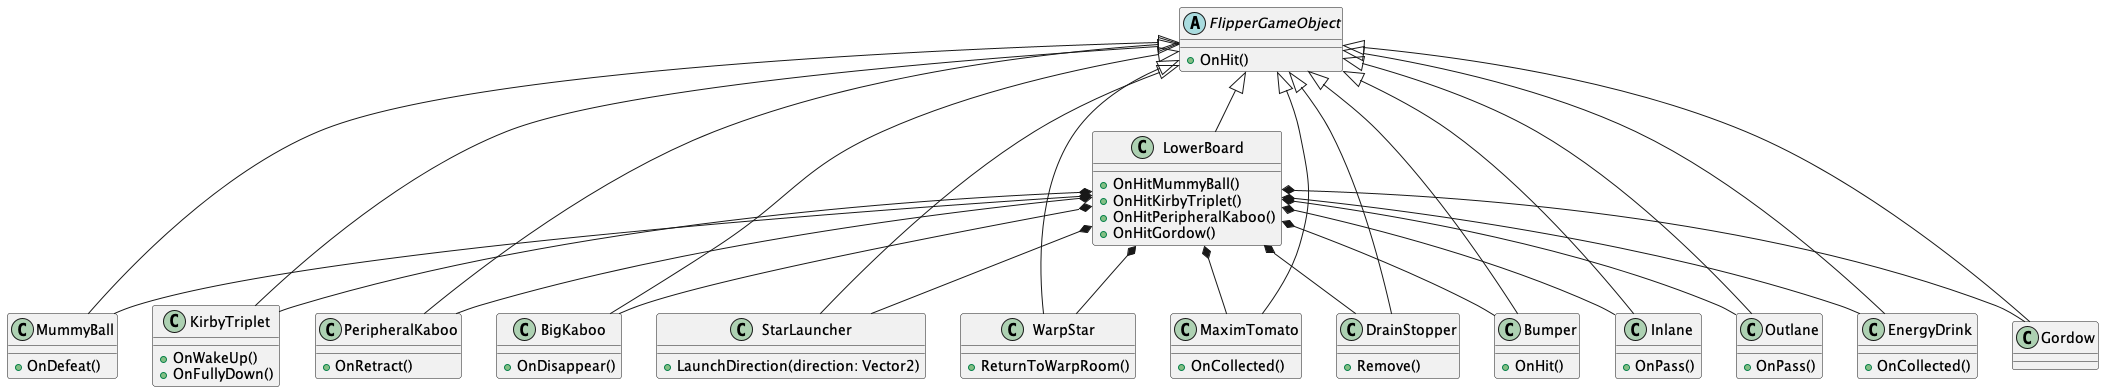 A FlipperGameObject
OnHit()
C LowerBoard
OnHitMummyBall()
OnHitKirbyTriplet()
OnHitPeripheralKaboo()
OnHitGordow()
C MummyBall
OnDefeat()
C KirbyTriplet
OnWakeUp()
OnFullyDown()
C PeripheralKaboo
OnRetract()
C BigKaboo
OnDisappear()
C StarLauncher
LaunchDirection(direction: Vector2)
C WarpStar
ReturnToWarpRoom()
C MaximTomato
OnCollected()
C DrainStopper
Remove()
C Bumper
OnHit()
C Inlane
OnPass()
C Outlane
OnPass()
C EnergyDrink
OnCollected()
C Gordow